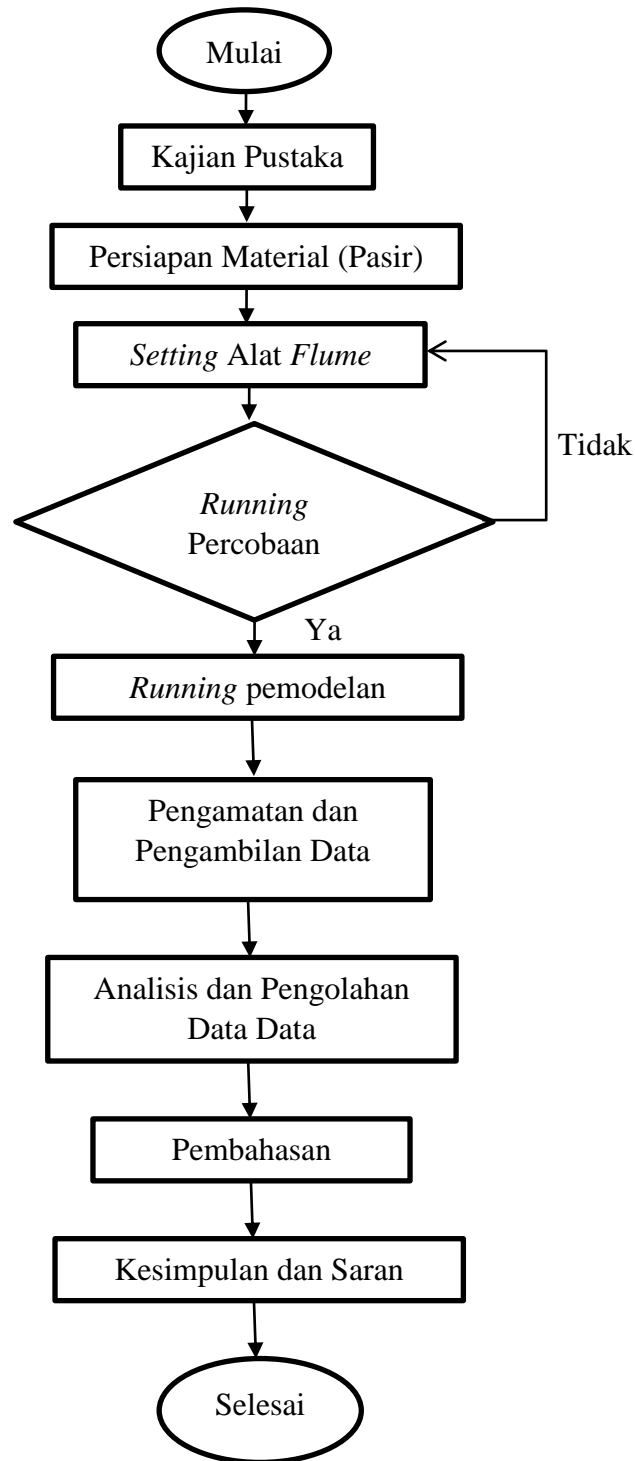 Mulai
Kajian Pustaka
Persiapan Material (Pasir)
Setting Alat Flume
Tidak
Running
Percobaan
Ya
Running pemodelan
Pengamatan dan
Pengambilan Data
Analisis dan Pengolahan
Data Data
Pembahasan
Kesimpulan dan Saran
Selesai